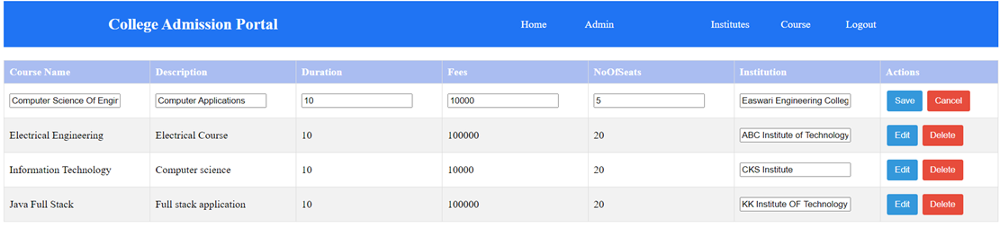 College Admission Portal Home Admin Institutes Course Logout
Course Name Description Duration Fees NoOfSeats Institution Actions
Computer Science Of Engir Computer Applications 10 10000 5 Easwari Engineering Colleg Save Cancel
Electrical Engineering Electrical Course 10 100000 20 ABC Institute of Technology Edit Delete
Information Technology Computer science 10 10000 20 CKS Institute Edit Delete
Java Full Stack Full stack application 10 100000 20 KK Institute OF Technology Edit Delete